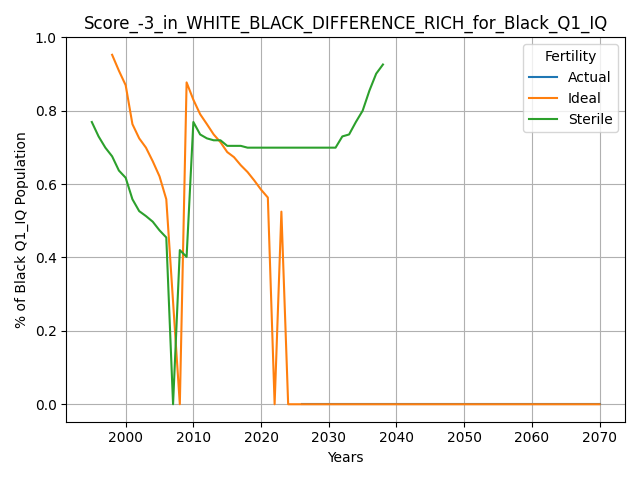 Score_-3_in_WHITE_BLACK_DIFFERENCE_RICH_for_Black_Q1_IQ
% of Black Q1_IQ Population
1.0
0.8
0.6
0.4
0.2
0.0
Fertility
Actual
Ideal
Sterile
2000 2010 2020 2030 2040 2050 2060 2070
Years